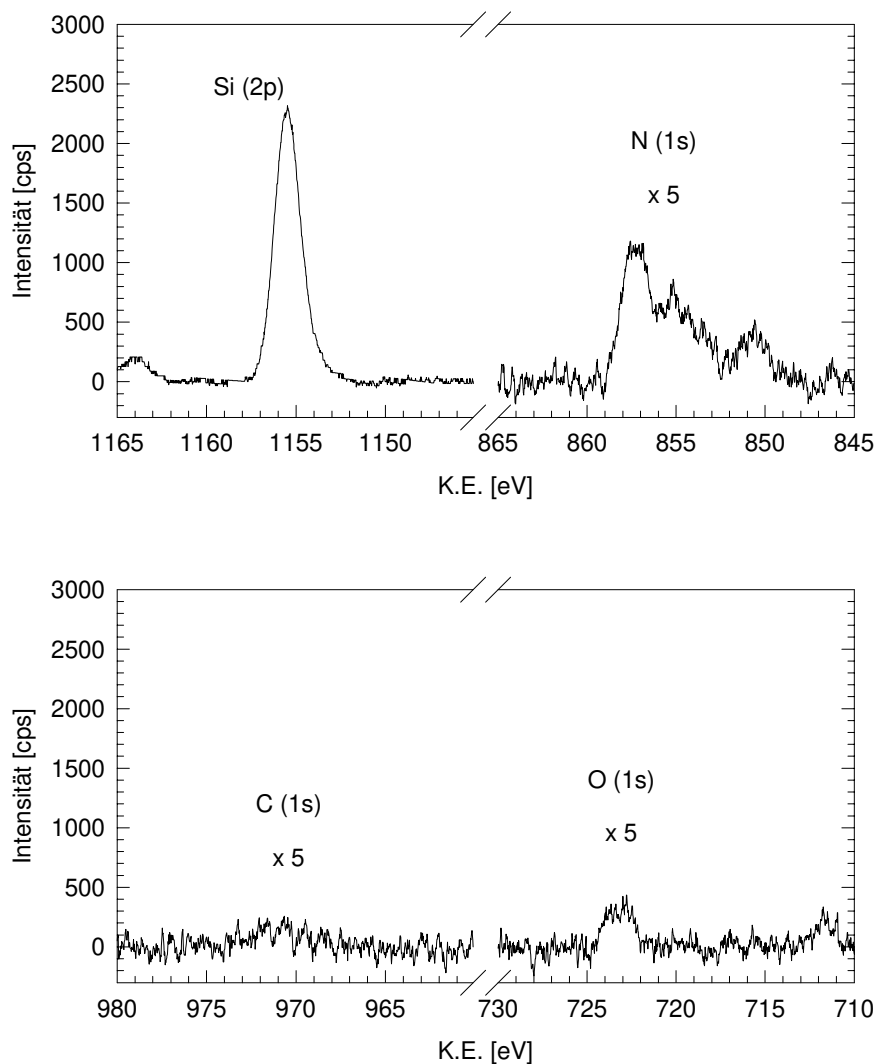 3000
2500
2000
1500
1000
500
0
Intensität [cps]
Si (2p)
N (1s)
x 5
1165 1160 1155 1150 865 860 855 850 845
K.E. [eV]
3000
2500
2000
1500
1000
500
0
Intensität [cps]
C (1s)
x 5
O (1s)
x 5
980 975 970 965 730 725 720 715 710
K.E. [eV]